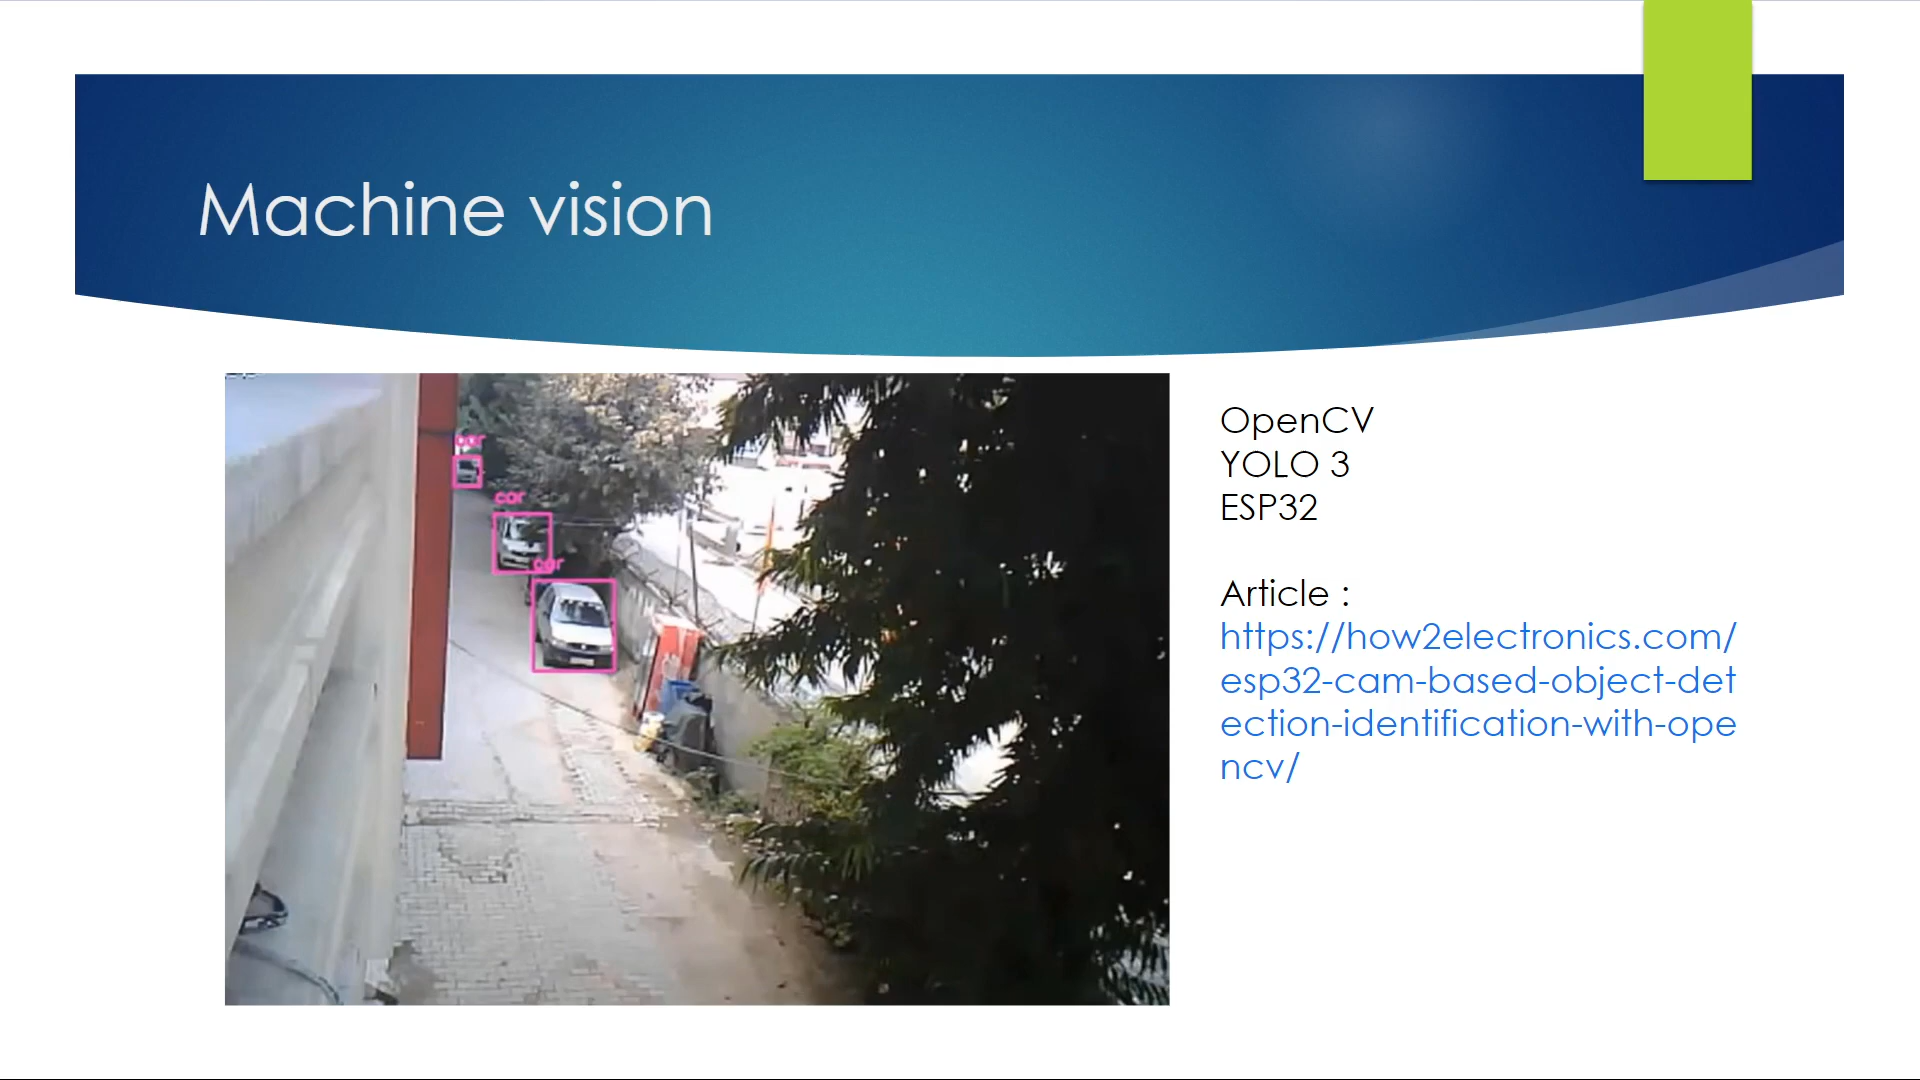 Machine vision
car
car
car
OpenCV
YOLO 3
ESP32
Article :
https://how2electronics.com/
esp32-cam-based-object-det
ection-identification-with-ope
ncv/